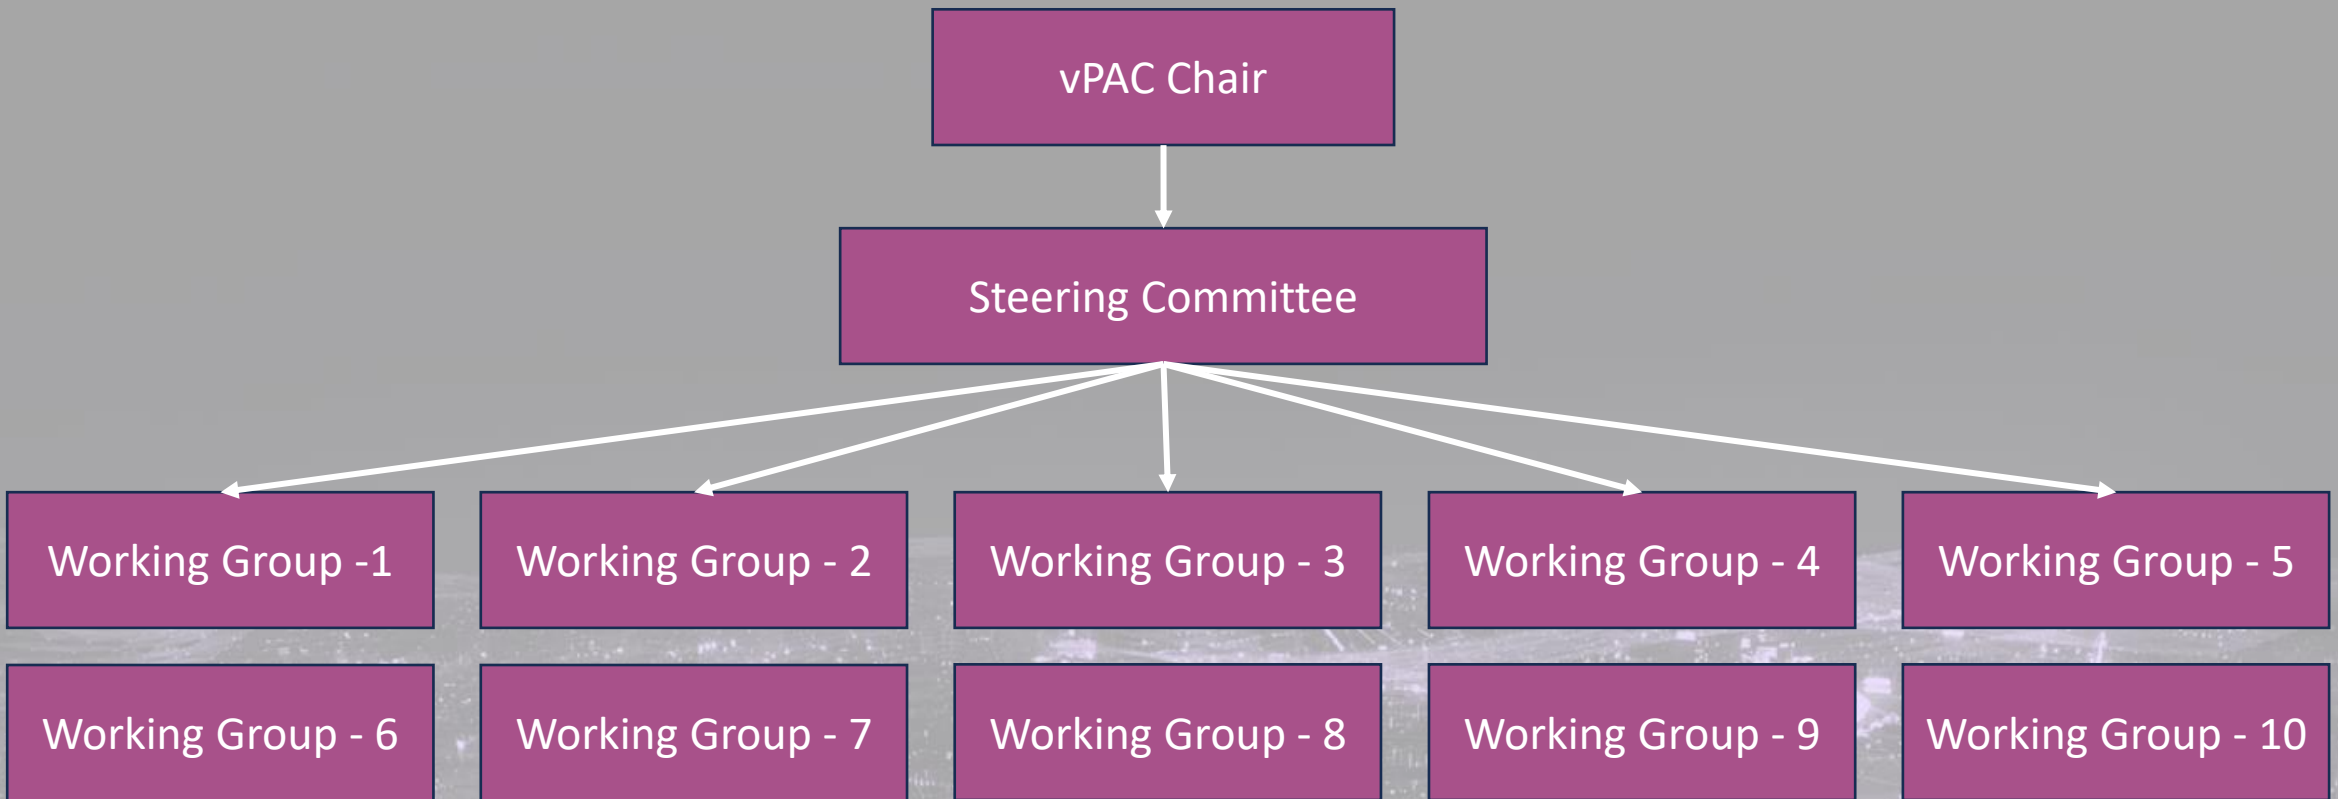 vPAC Chair
Steering Committee
Working Group -1
Working Group - 2
Working Group - 3
Working Group - 4
Working Group - 5
Working Group - 6
Working Group - 7
Working Group - 8
Working Group - 9
Working Group - 10